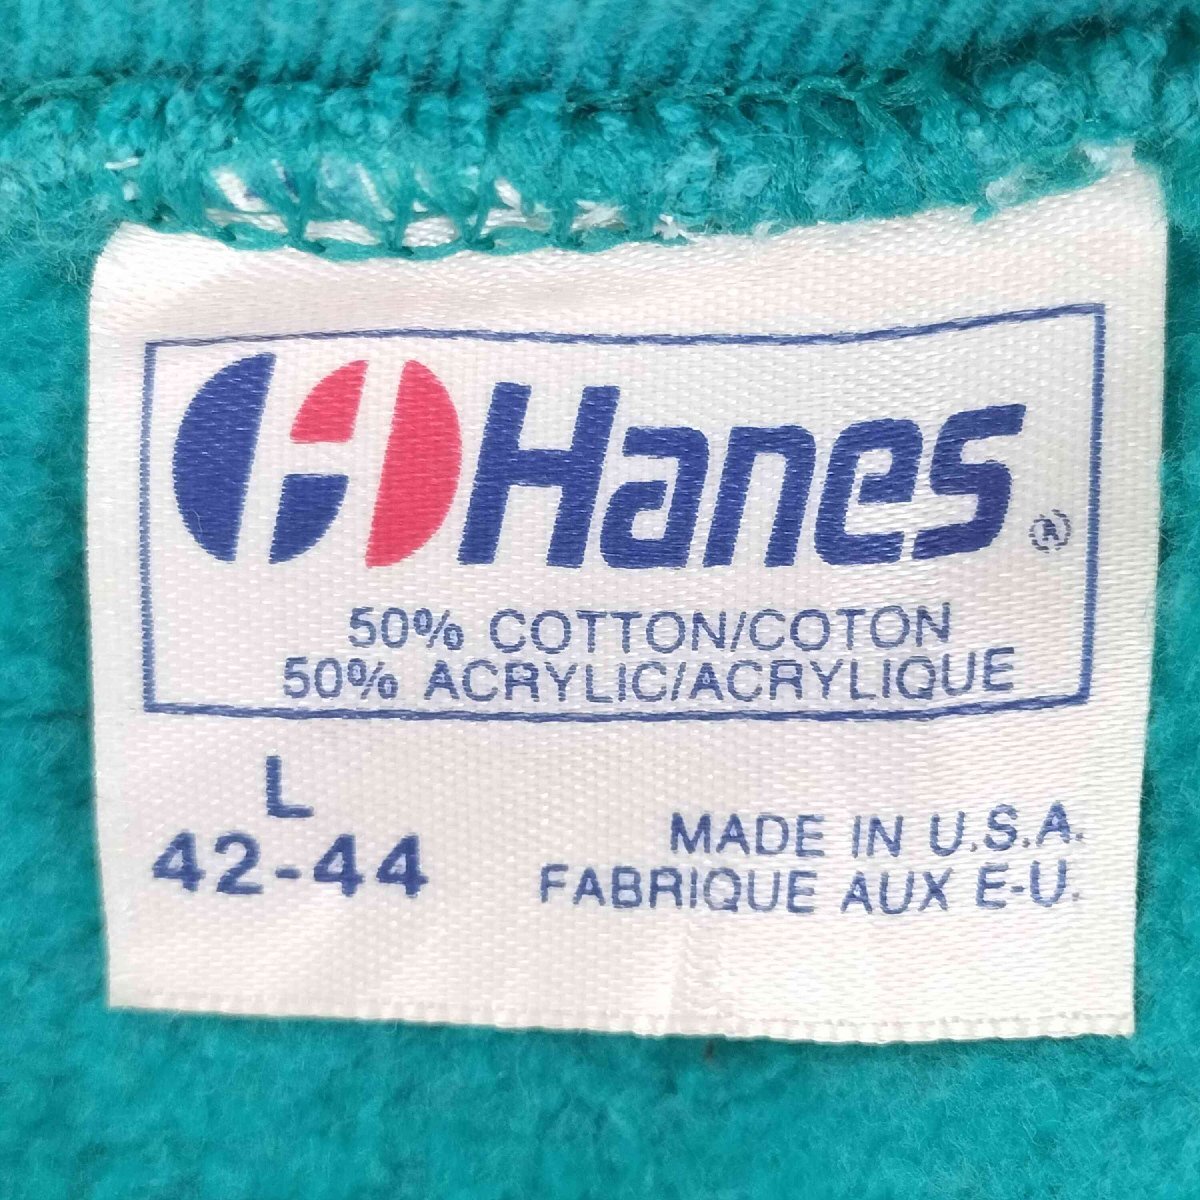 Hanes®
50% COTTON/COTON
50% ACRYLIC/ACRYLIQUE
L
42-44
MADE IN U.S.A.
FABRIQUE AUX E-U.